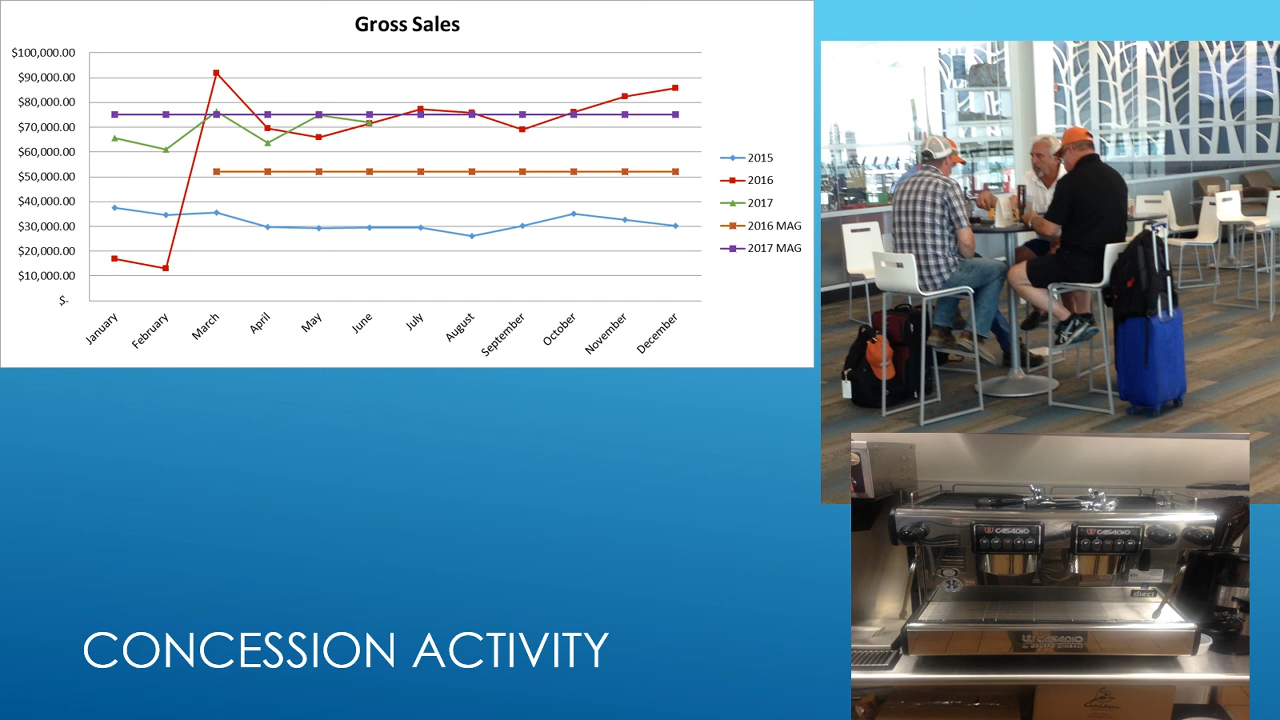 Gross Sales
$100,000.00
$90,000.00
$80,000.00
$70,000.00
$60,000.00
$50,000.00
$40,000.00
$30,000.00
$20,000.00
$10,000.00
$-
January
February
March
April
May
June
July
August
September
October
November
December
2015
2016
2017
2016 MAG
2017 MAG
CASADIO
CASADIO
dieci
CASADIO
CONCESSION ACTIVITY